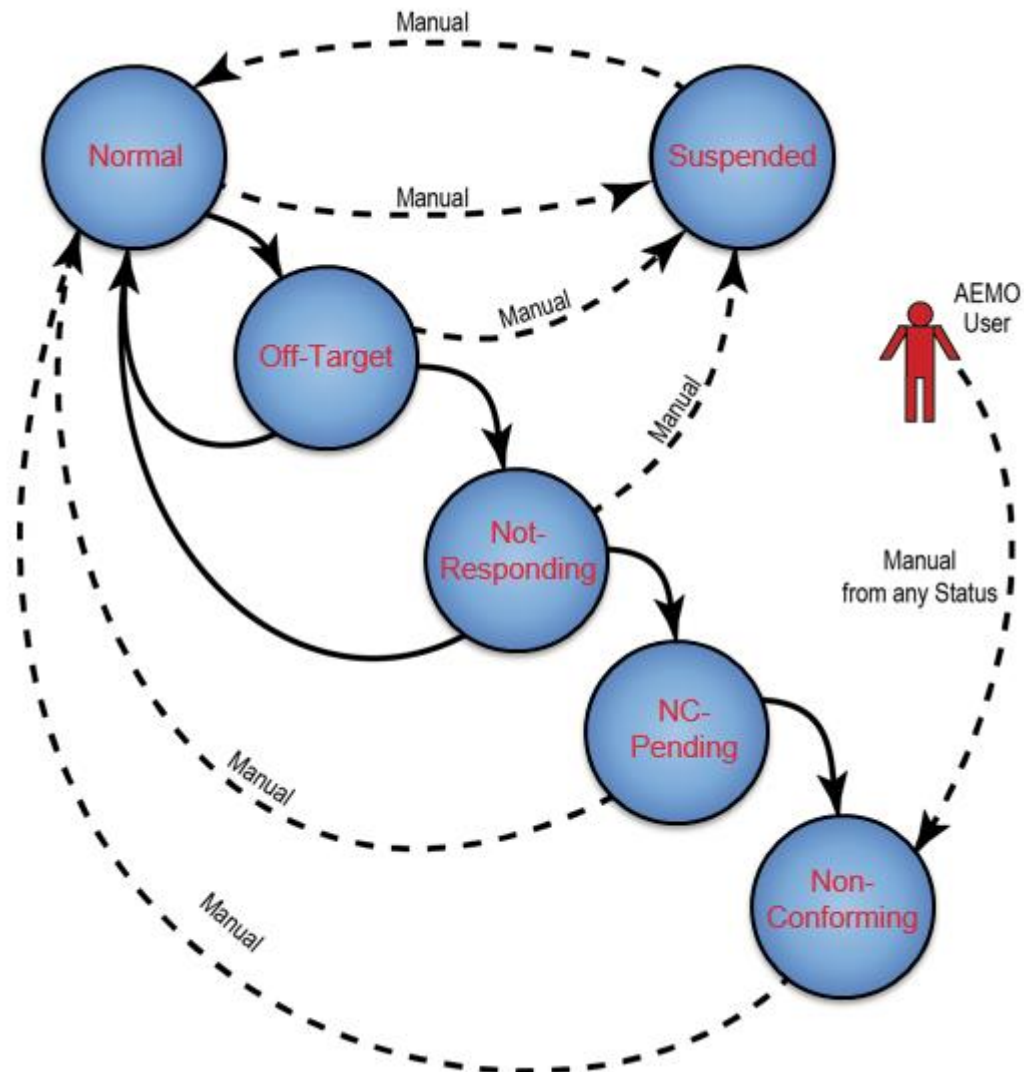 Manual
Normal
Suspended
Manual
Manual
Off-Target
AEMO
User
Manual
Not-
Responding
Manual
from any Status
NC-
Pending
Manual
Non-
Conforming
Manual